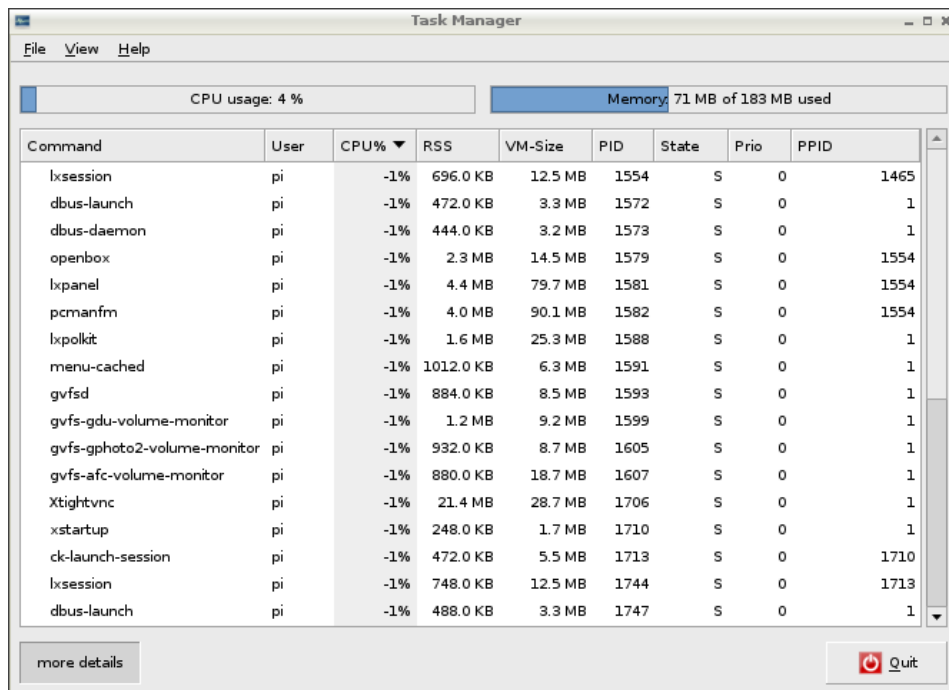 Task Manager
File View Help
CPU usage: 4 % Memory: 71 MB of 183 MB used
Command User CPU% RSS VM-Size PID State Prio PPID
lxsession pi -1% 696.0 KB 12.5 MB 1554 S 0 1465
dbus-launch pi -1% 472.0 KB 3.3 MB 1572 S 0 1
dbus-daemon pi -1% 444.0 KB 3.2 MB 1573 S 0 1
openbox pi -1% 2.3 MB 14.5 MB 1579 S 0 1554
lxpanel pi -1% 4.4 MB 79.7 MB 1581 S 0 1554
pcmanfm pi -1% 4.0 MB 90.1 MB 1582 S 0 1554
lxpolkit pi -1% 1.6 MB 25.3 MB 1588 S 0 1
menu-cached pi -1% 1012.0 KB 6.3 MB 1591 S 0 1
gvfsd pi -1% 884.0 KB 8.5 MB 1593 S 0 1
gvfs-gdu-volume-monitor pi -1% 1.2 MB 9.2 MB 1599 S 0 1
gvfs-gphoto2-volume-monitor pi -1% 932.0 KB 8.7 MB 1605 S 0 1
gvfs-afc-volume-monitor pi -1% 880.0 KB 18.7 MB 1607 S 0 1
Xtightvnc pi -1% 21.4 MB 28.7 MB 1706 S 0 1
xstartup pi -1% 248.0 KB 1.7 MB 1710 S 0 1
ck-launch-session pi -1% 472.0 KB 5.5 MB 1713 S 0 1710
lxsession pi -1% 748.0 KB 12.5 MB 1744 S 0 1713
dbus-launch pi -1% 488.0 KB 3.3 MB 1747 S 0 1
more details Quit